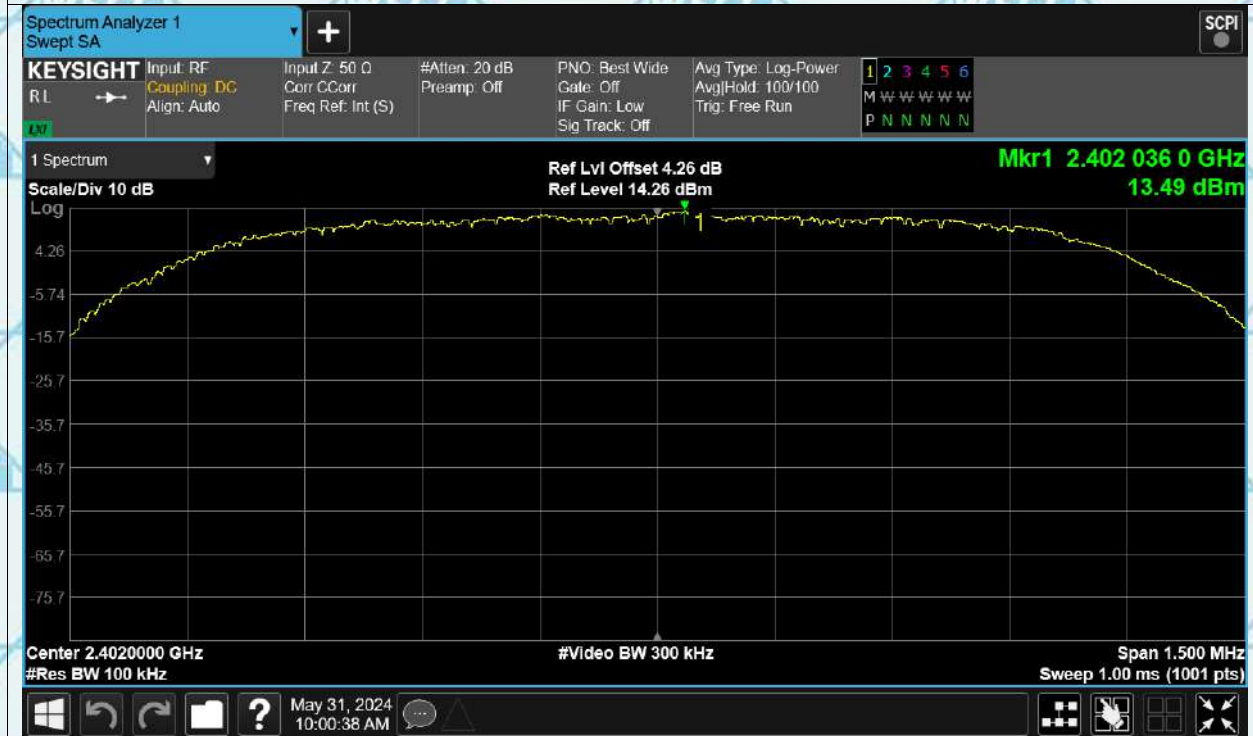 Spectrum Analyzer 1
Swept SA
+
SCPI
KEYSIGHT
RL
LXI
Input: RF
Coupling: DC
Align: Auto
Input Z: 50 Ω
Corr CCorr
Freq Ref: Int (S)
#Atten: 20 dB
Preamp: Off
PNO: Best Wide
Gate: Off
IF Gain: Low
Sig Track: Off
Avg Type: Log-Power
Avg|Hold: 100/100
Trig: Free Run
1 2 3 4 5 6
M W W W W W
P N N N N N
1 Spectrum
Scale/Div 10 dB
Log
Ref Lvl Offset 4.26 dB
Ref Level 14.26 dBm
Mkr1 2.402 036 0 GHz
13.49 dBm
1
4.26
-5.74
-15.7
-25.7
-35.7
-45.7
-55.7
-65.7
-75.7
Center 2.4020000 GHz
#Res BW 100 kHz
#Video BW 300 kHz
Span 1.500 MHz
Sweep 1.00 ms (1001 pts)
?
May 31, 2024
10:00:38 AM